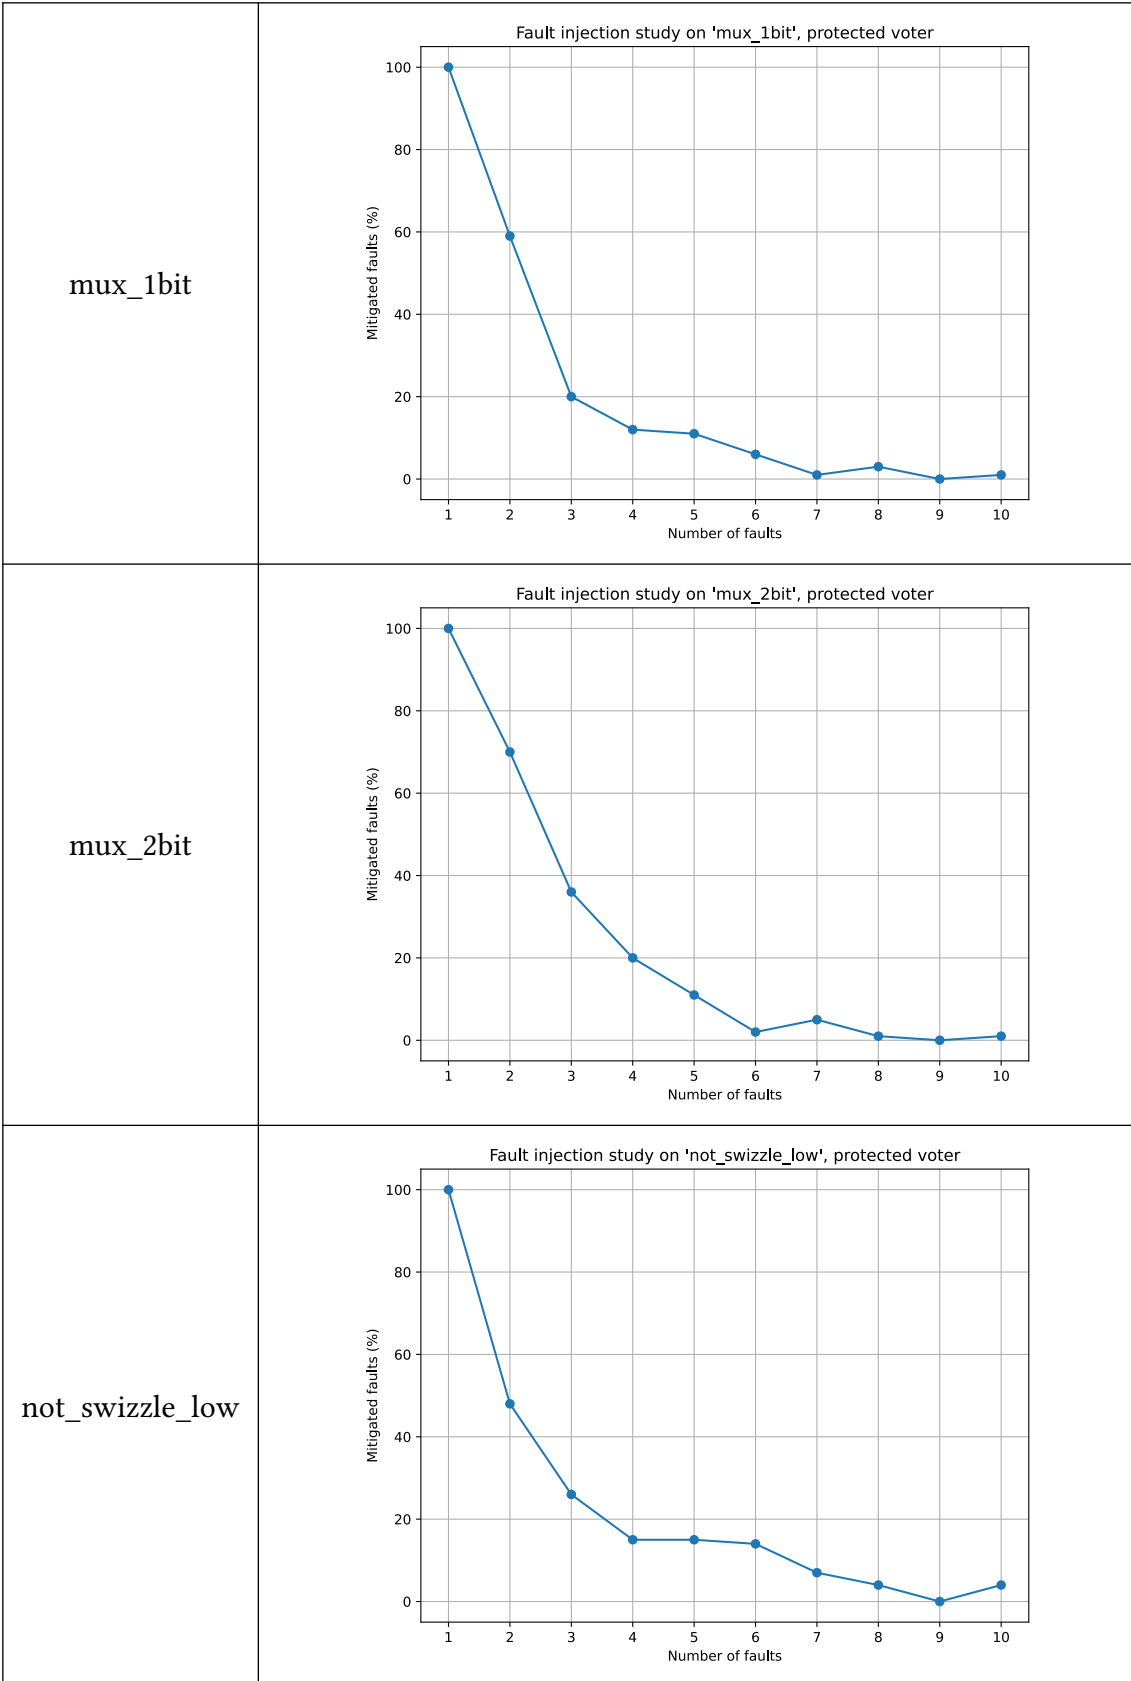 mux_1bit
Fault injection study on 'mux_1bit', protected voter
Mitigated faults (%)
100
80
60
40
20
0
1 2 3 4 5 6 7 8 9 10
Number of faults
mux_2bit
Fault injection study on 'mux_2bit', protected voter
Mitigated faults (%)
100
80
60
40
20
0
1 2 3 4 5 6 7 8 9 10
Number of faults
not_swizzle_low
Fault injection study on 'not_swizzle_low', protected voter
Mitigated faults (%)
100
80
60
40
20
0
1 2 3 4 5 6 7 8 9 10
Number of faults